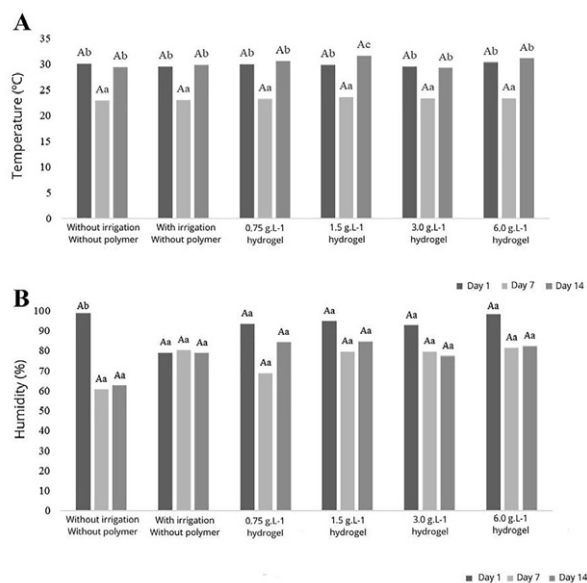 A
Temperature (°C)
35
30
25
20
15
10
5
0
Ab Aa Ab Ab Aa Ab Ab Aa Ab Ab Aa Ac Ab Aa Ab Ab Aa Ab
Without irrigation Without polymer
With irrigation Without polymer
0.75 g.L-1 hydrogel
1.5 g.L-1 hydrogel
3.0 g.L-1 hydrogel
6.0 g.L-1 hydrogel
Day 1 Day 7 Day 14
B
Humidity (%)
100
90
80
70
60
50
40
30
20
10
0
Ab Aa Aa Aa Aa Aa Aa Aa Aa Aa Aa Aa Aa Aa Aa Aa Aa Aa
Without irrigation Without polymer
With irrigation Without polymer
0.75 g.L-1 hydrogel
1.5 g.L-1 hydrogel
3.0 g.L-1 hydrogel
6.0 g.L-1 hydrogel
Day 1 Day 7 Day 14